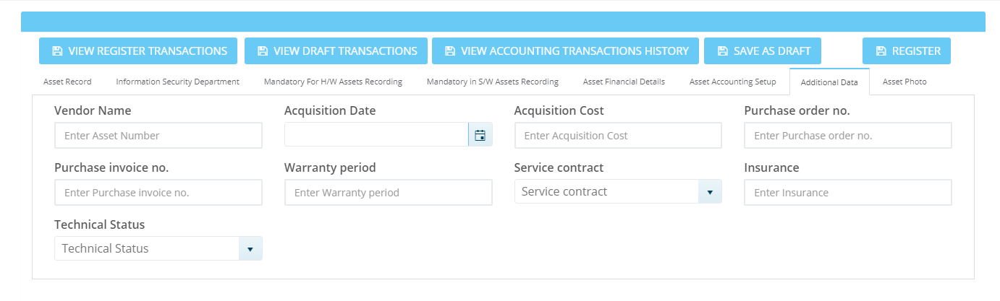 VIEW REGISTER TRANSACTIONS VIEW DRAFT TRANSACTIONS VIEW ACCOUNTING TRANSACTIONS HISTORY SAVE AS DRAFT REGISTER
Asset Record Information Security Department Mandatory For H/W Assets Recording Mandatory in S/W Assets Recording Asset Financial Details Asset Accounting Setup Additional Data Asset Photo
Vendor Name Acquisition Date Acquisition Cost Purchase order no.
Enter Asset Number Enter Acquisition Cost Enter Purchase order no.
Purchase invoice no. Warranty period Service contract Insurance
Enter Purchase invoice no. Enter Warranty period Service contract Enter Insurance
Technical Status
Technical Status